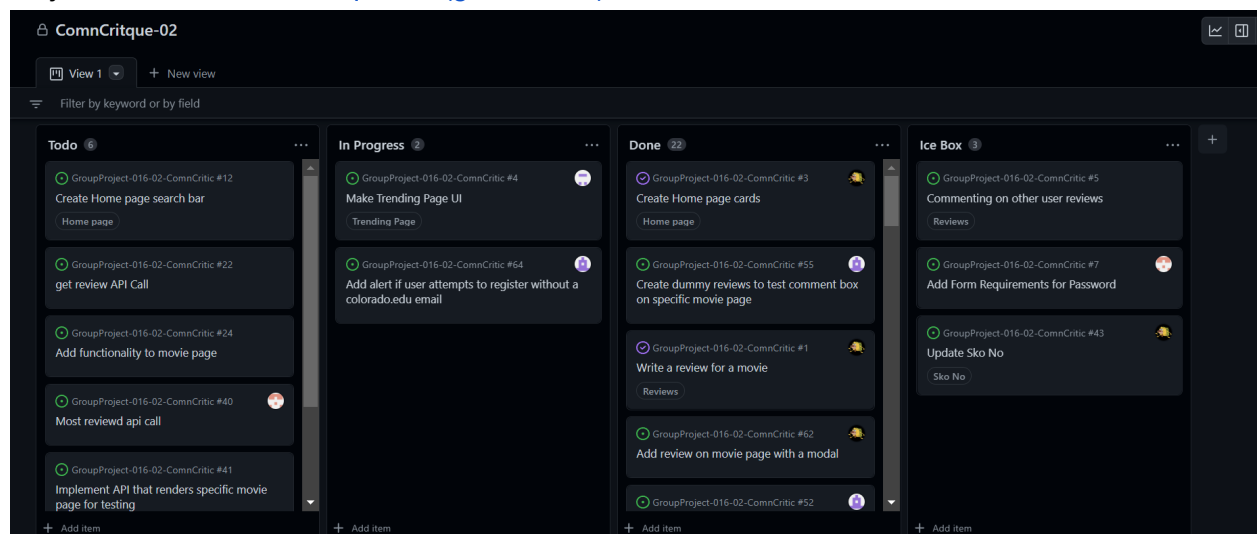 ComnCritque-02
View 1
+ New view
Filter by keyword or by field
Todo 6
GroupProject-016-02-ComnCritic #12
Create Home page search bar
Home page
GroupProject-016-02-ComnCritic #22
get review API Call
GroupProject-016-02-ComnCritic #24
Add functionality to movie page
GroupProject-016-02-ComnCritic #40
Most reviewd api call
GroupProject-016-02-ComnCritic #41
Implement API that renders specific movie
page for testing
+ Add item
In Progress 2
GroupProject-016-02-ComnCritic #4
Make Trending Page UI
Trending Page
GroupProject-016-02-ComnCritic #64
Add alert if user attempts to register without a
colorado.edu email
+ Add item
Done 22
GroupProject-016-02-ComnCritic #3
Create Home page cards
Home page
GroupProject-016-02-ComnCritic #55
Create dummy reviews to test comment box
on specific movie page
GroupProject-016-02-ComnCritic #1
Write a review for a movie
Reviews
GroupProject-016-02-ComnCritic #62
Add review on movie page with a modal
GroupProject-016-02-ComnCritic #52
+ Add item
Ice Box 3
GroupProject-016-02-ComnCritic #5
Commenting on other user reviews
Reviews
GroupProject-016-02-ComnCritic #7
Add Form Requirements for Password
GroupProject-016-02-ComnCritic #43
Update Sko No
Sko No
+ Add item